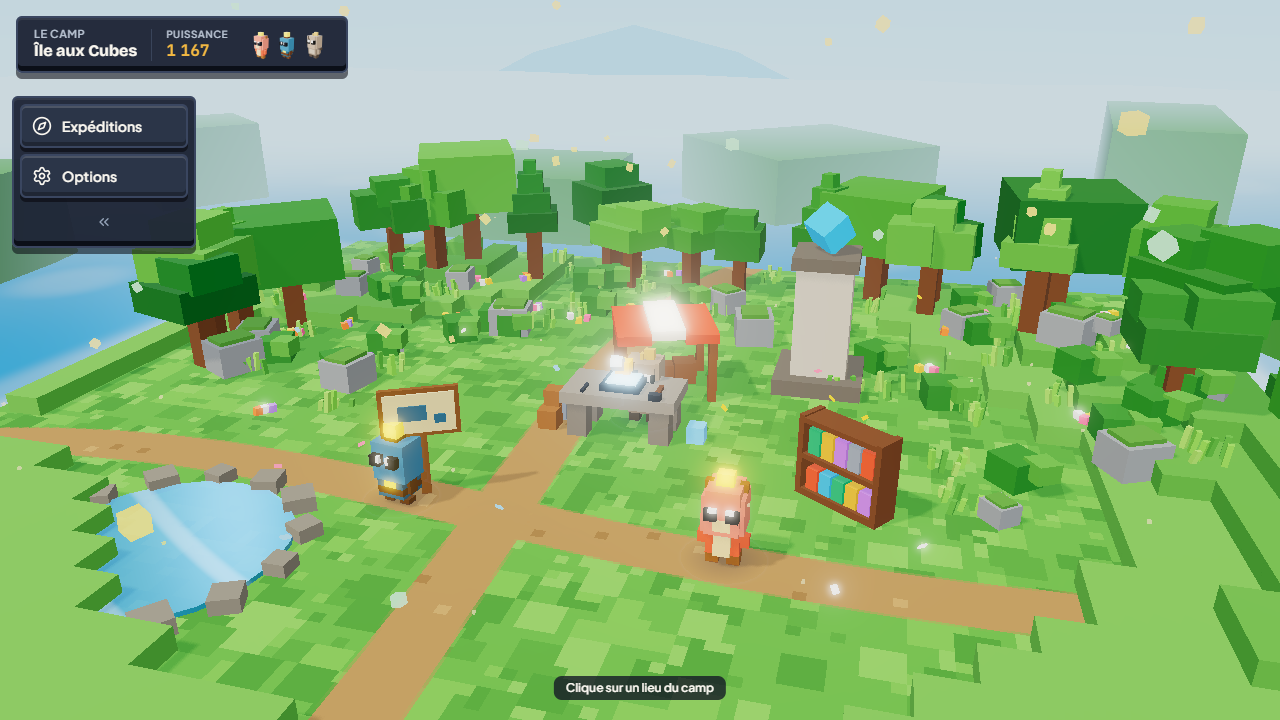 LE CAMP
Île aux Cubes
PUISSANCE
1 167
Expéditions
Options
Clique sur un lieu du camp